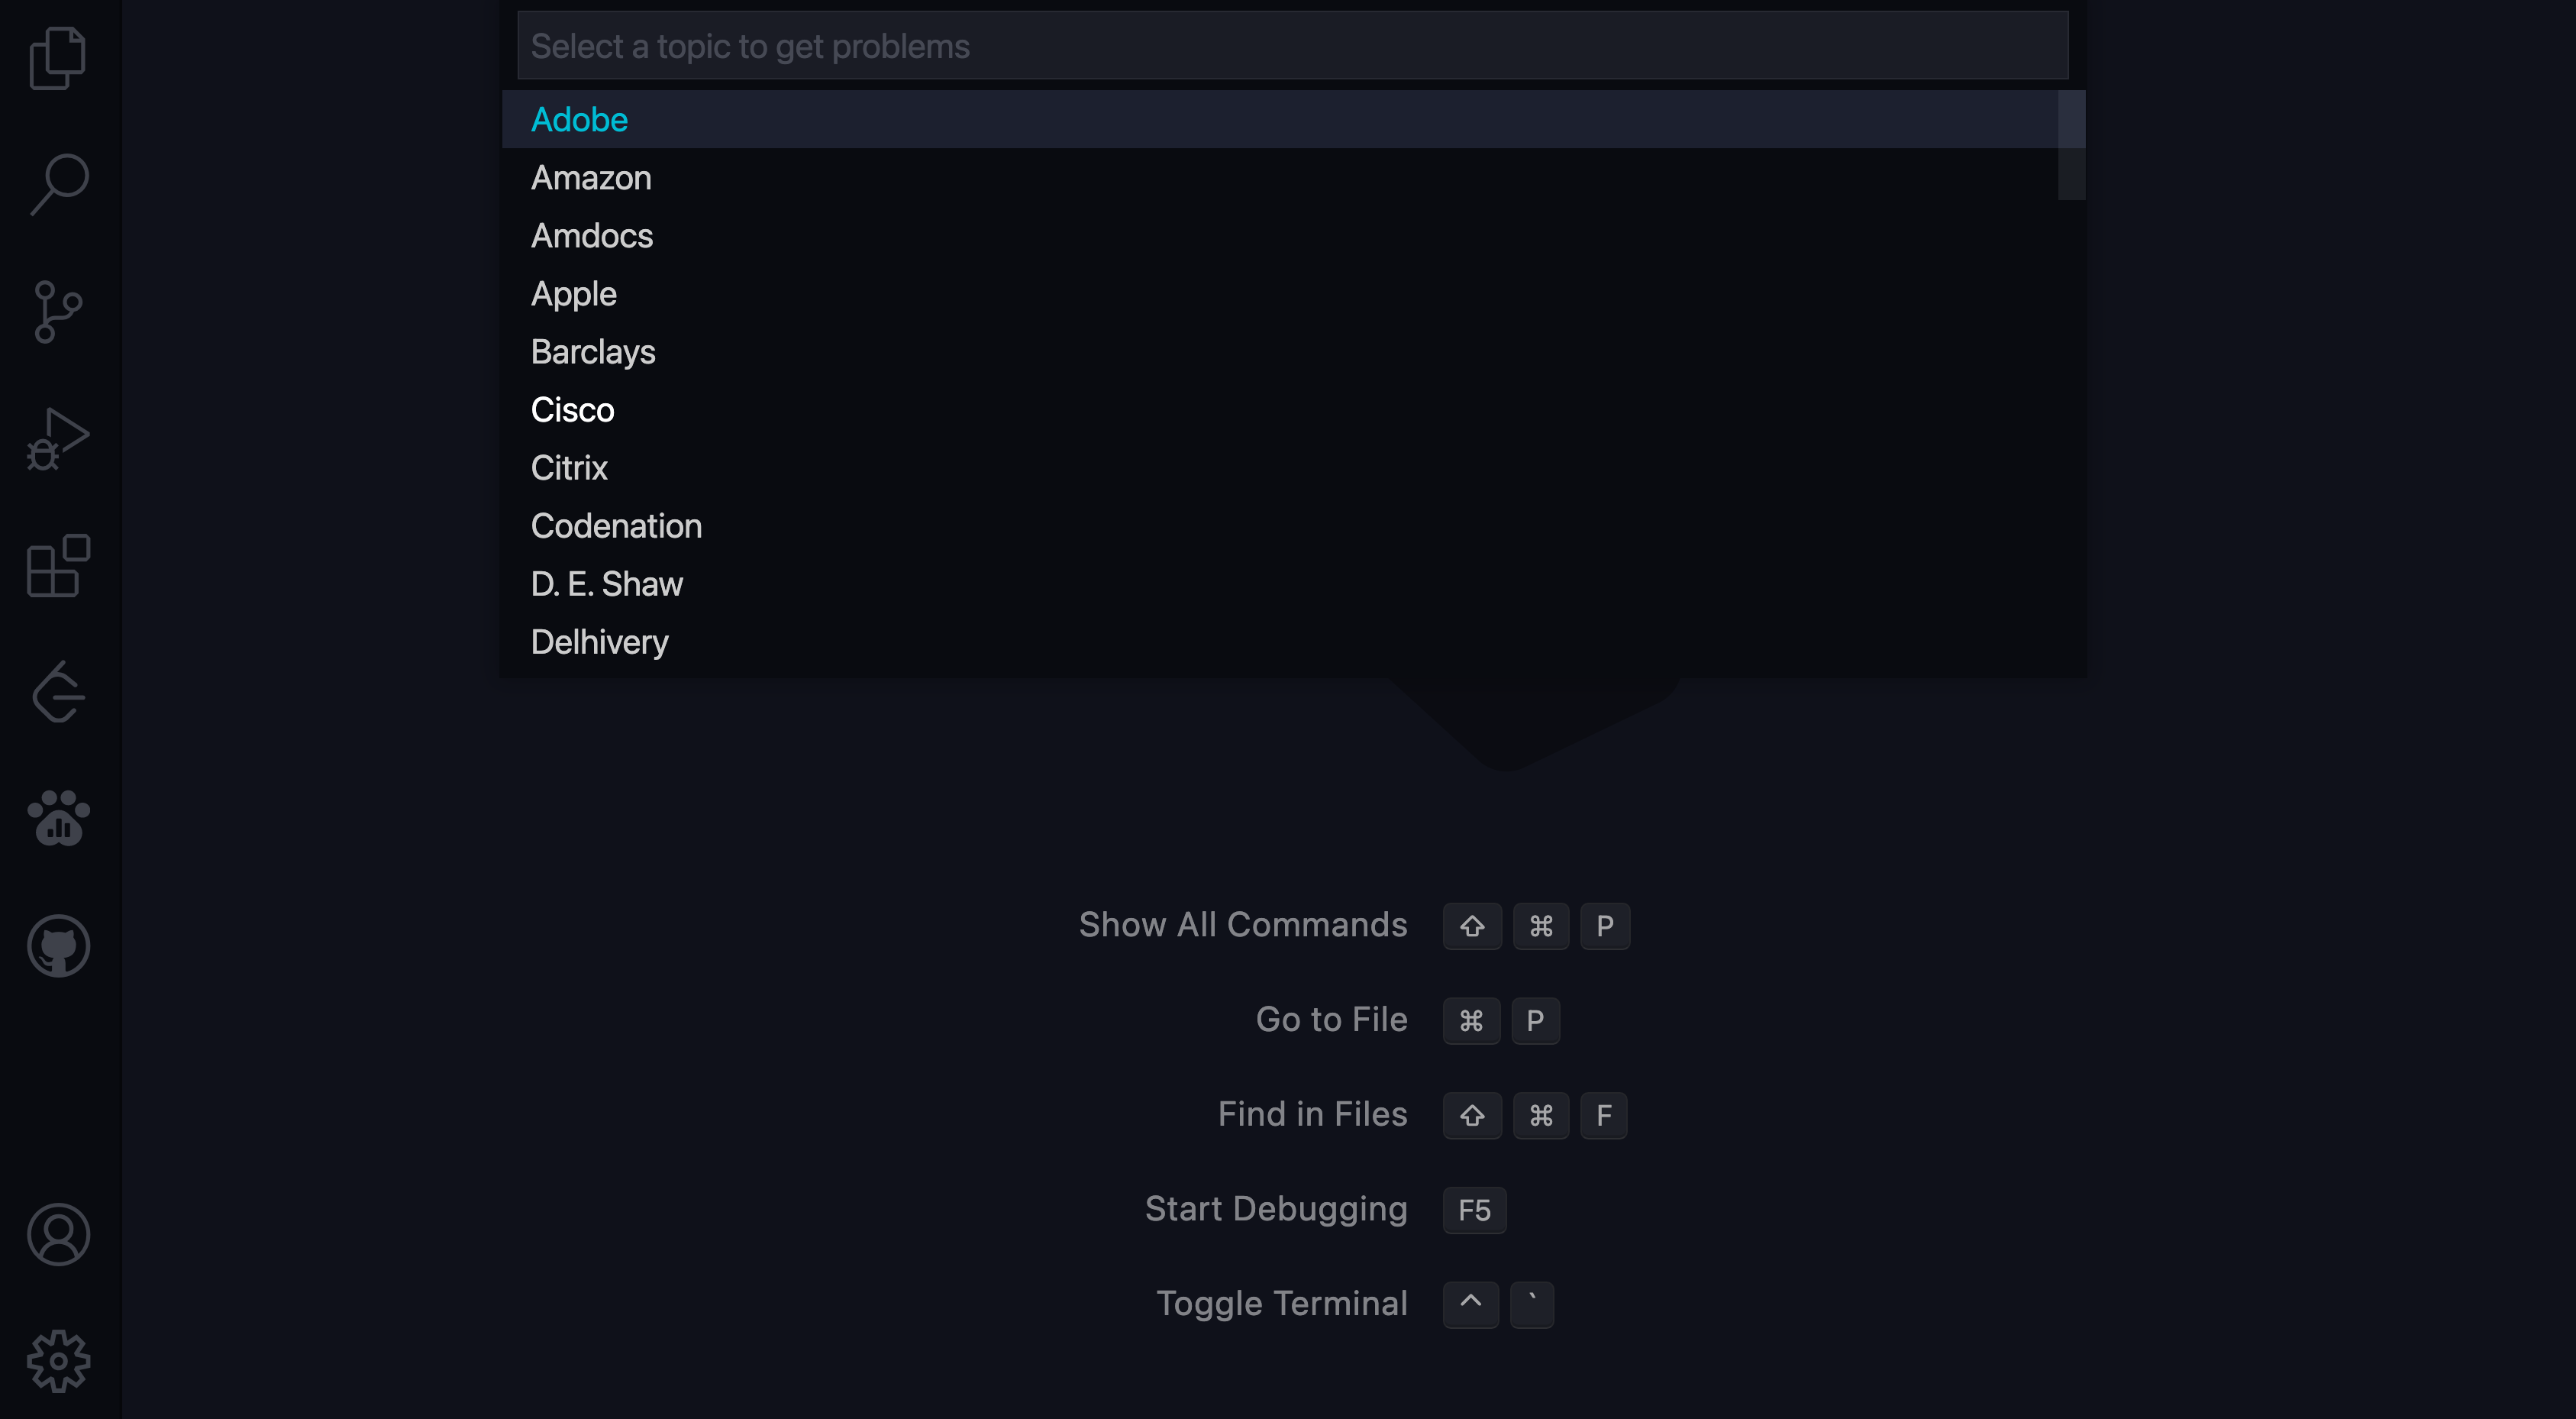 Select a topic to get problems
Adobe
Amazon
Amdocs
Apple
Barclays
Cisco
Citrix
Codenation
D. E. Shaw
Delhivery
Show All Commands ⇧ ⌘ P
Go to File ⌘ P
Find in Files ⇧ ⌘ F
Start Debugging F5
Toggle Terminal ^ `